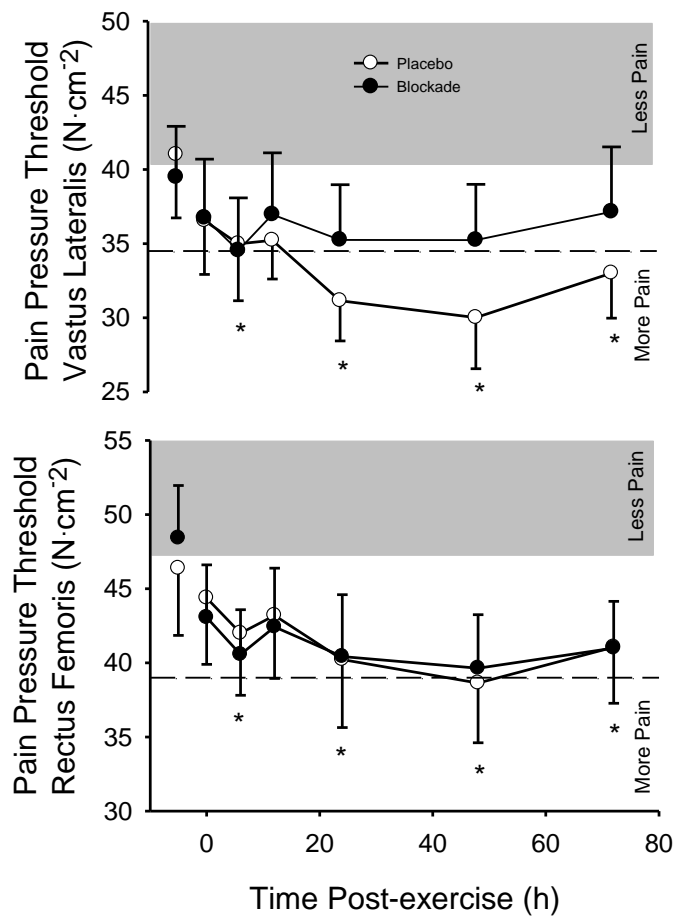 Pain Pressure Threshold
Vastus Lateralis (N·cm-2)
50
45
40
35
30
25
Placebo
Blockade
Less Pain
More Pain
*
*
*
*
Pain Pressure Threshold
Rectus Femoris (N·cm-2)
55
50
45
40
35
30
Less Pain
More Pain
*
*
*
*
0
20
40
60
80
Time Post-exercise (h)